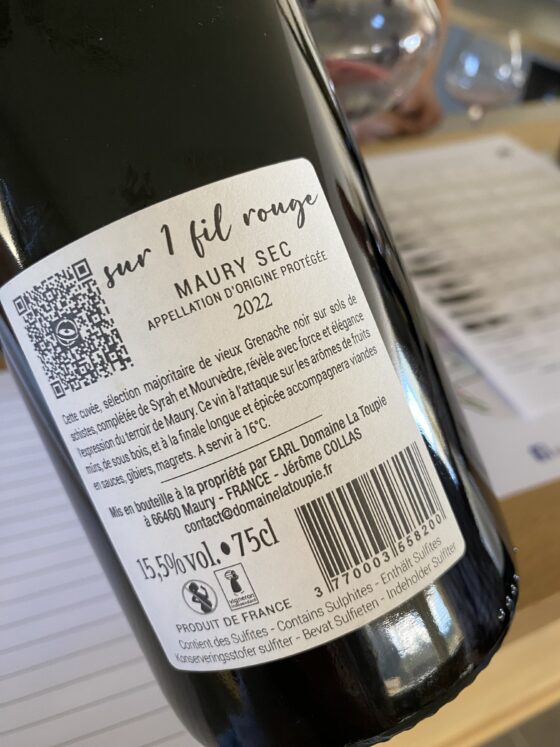 sur 1 fil rouge
MAURY SEC
APPELLATION D'ORIGINE PROTÉGÉE
2022
Cette cuvée, sélection majoritaire de vieux Grenache noir sur sols de
schistes, complétée de Syrah et Mourvèdre, révèle avec force et élégance
l'expression du terroir de Maury. Ce vin à l'attaque sur les arômes de fruits
mûrs, de sous bois, et à la finale longue et épicée accompagnera viandes
en sauces, gibiers, magrets. A servir à 16°C.
Mis en bouteille à la propriété par EARL Domaine La Toupie
à 66460 Maury - FRANCE - Jérôme COLLAS
contact@domainelatoupie.fr
15,5%vol. • 75cl
vigneron
indépendant
3 770003 558200
PRODUIT DE FRANCE
Contient des Sulfites - Contains Sulphites - Enthält Sulfites
Konserveringsstofer sulfiter - Bevat Sulfieten - Indeholder Sulfiter